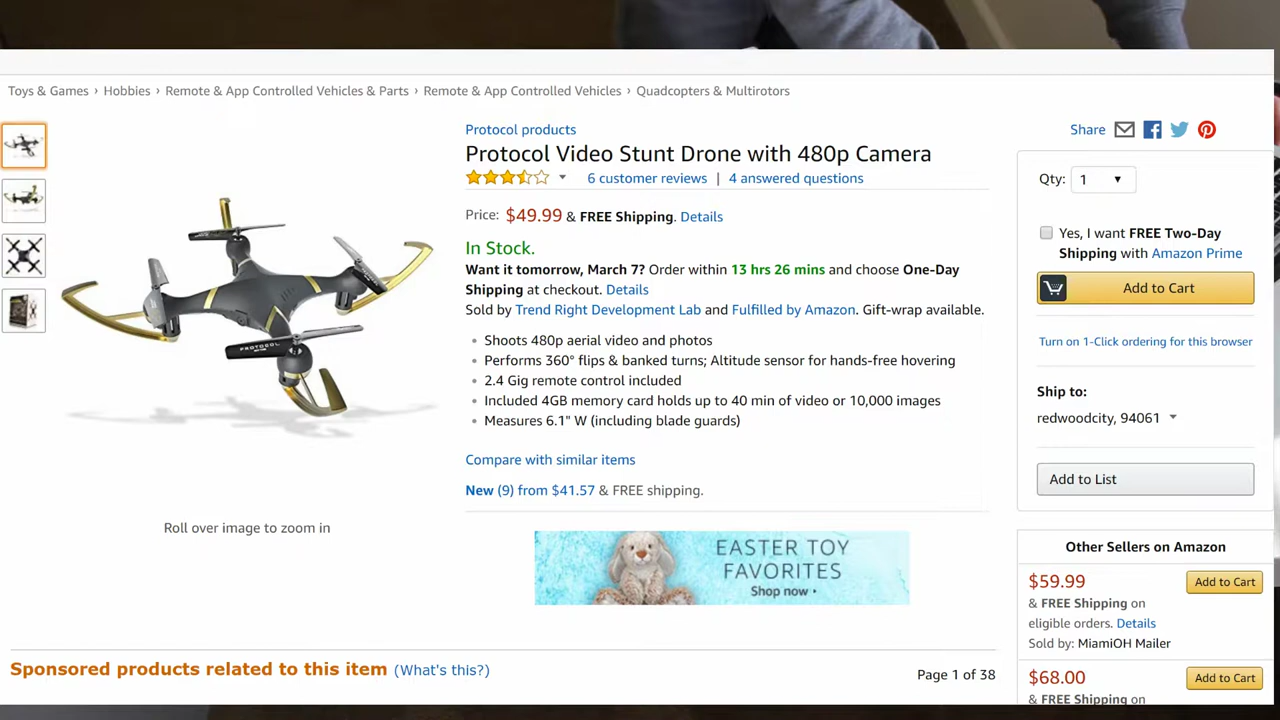 Toys & Games › Hobbies › Remote & App Controlled Vehicles & Parts › Remote & App Controlled Vehicles › Quadcopters & Multirotors
Protocol products
Protocol Video Stunt Drone with 480p Camera
6 customer reviews | 4 answered questions
Price: $49.99 & FREE Shipping. Details
In Stock.
Want it tomorrow, March 7? Order within 13 hrs 26 mins and choose One-Day
Shipping at checkout. Details
Sold by Trend Right Development Lab and Fulfilled by Amazon. Gift-wrap available.
• Shoots 480p aerial video and photos
• Performs 360° flips & banked turns; Altitude sensor for hands-free hovering
• 2.4 Gig remote control included
• Included 4GB memory card holds up to 40 min of video or 10,000 images
• Measures 6.1" W (including blade guards)
Compare with similar items
New (9) from $41.57 & FREE shipping.
PROTOCOL
Roll over image to zoom in
EASTER TOY
FAVORITES
Shop now
Sponsored products related to this item (What's this?)
Page 1 of 38
Share
Qty: 1
Yes, I want FREE Two-Day
Shipping with Amazon Prime
Add to Cart
Turn on 1-Click ordering for this browser
Ship to:
redwoodcity, 94061
Add to List
Other Sellers on Amazon
$59.99
Add to Cart
& FREE Shipping on
eligible orders. Details
Sold by: MiamiOH Mailer
$68.00
Add to Cart
& FREE Shipping on